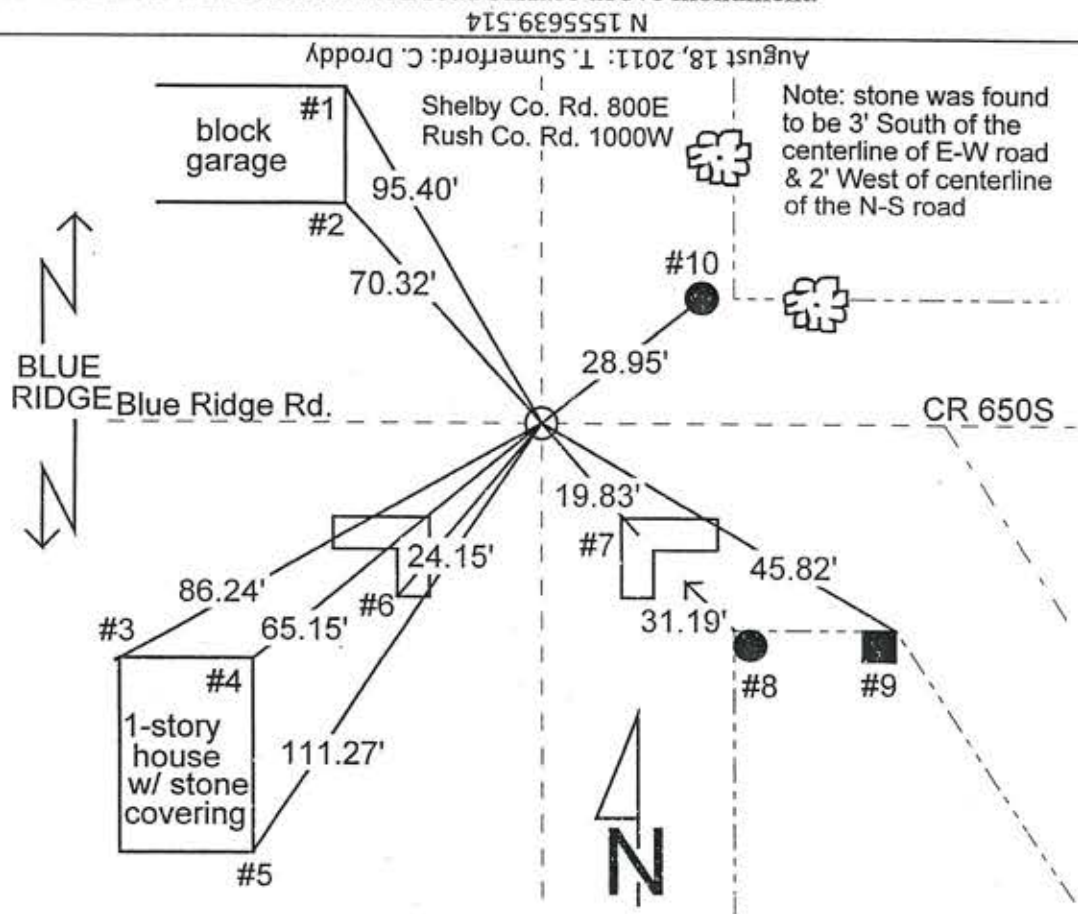 N 1555639.514
August 18, 2011: T. Sumerford: C. Droddy
#1
block
garage
#2
95.40'
70.32'
Shelby Co. Rd. 800E
Rush Co. Rd. 1000W
Note: stone was found
to be 3' South of the
centerline of E-W road
& 2' West of centerline
of the N-S road
#10
28.95'
N
BLUE
RIDGE
N
Blue Ridge Rd.
CR 650S
19.83'
#7
24.15'
#6
45.82'
86.24'
65.15'
31.19'
#3
#4
#8
#9
1-story
house
w/ stone
covering
111.27'
#5
N